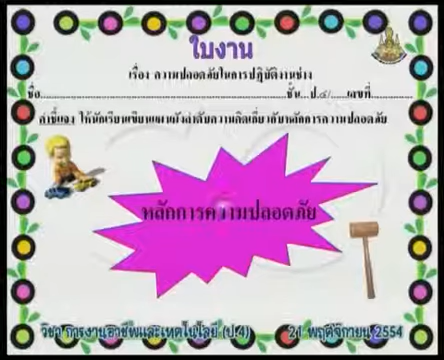 ใบงาน
เรื่อง ความปลอดภัยในการปฏิบัติงานช่าง
ชื่อ...............................................ชั้น...ป.๔/......เลขที่.............
คำชี้แจง ให้นักเรียนเขียนแผนผังลำดับความคิดเกี่ยวกับหลักการความปลอดภัย
หลักการความปลอดภัย
วิชา การงานอาชีพและเทคโนโลยี (ป.4) 21 พฤศจิกายน 2554